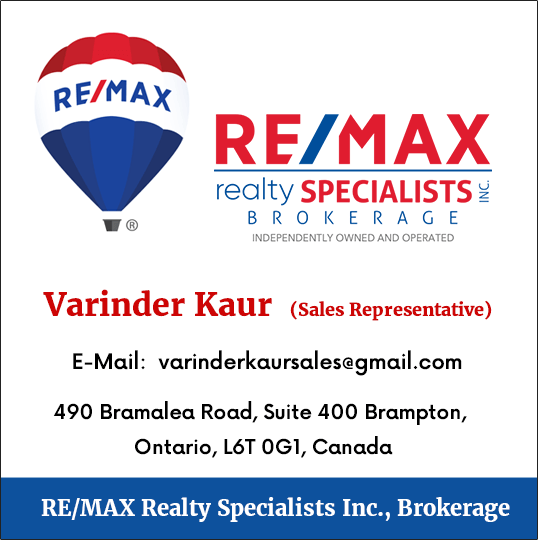 RE/MAX
®
RE/MAX
realty SPECIALISTS INC.
BROKERAGE
INDEPENDENTLY OWNED AND OPERATED
Varinder Kaur (Sales Representative)
E-Mail: varinderkaursales@gmail.com
490 Bramalea Road, Suite 400 Brampton,
Ontario, L6T 0G1, Canada
RE/MAX Realty Specialists Inc., Brokerage